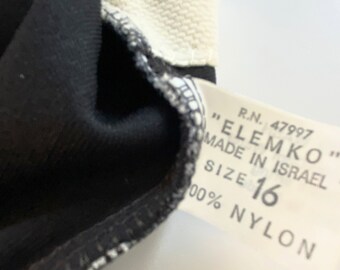 R.N. 47997
"ELEMKO"
MADE IN ISRAEL
SIZE 16
00% NYLON